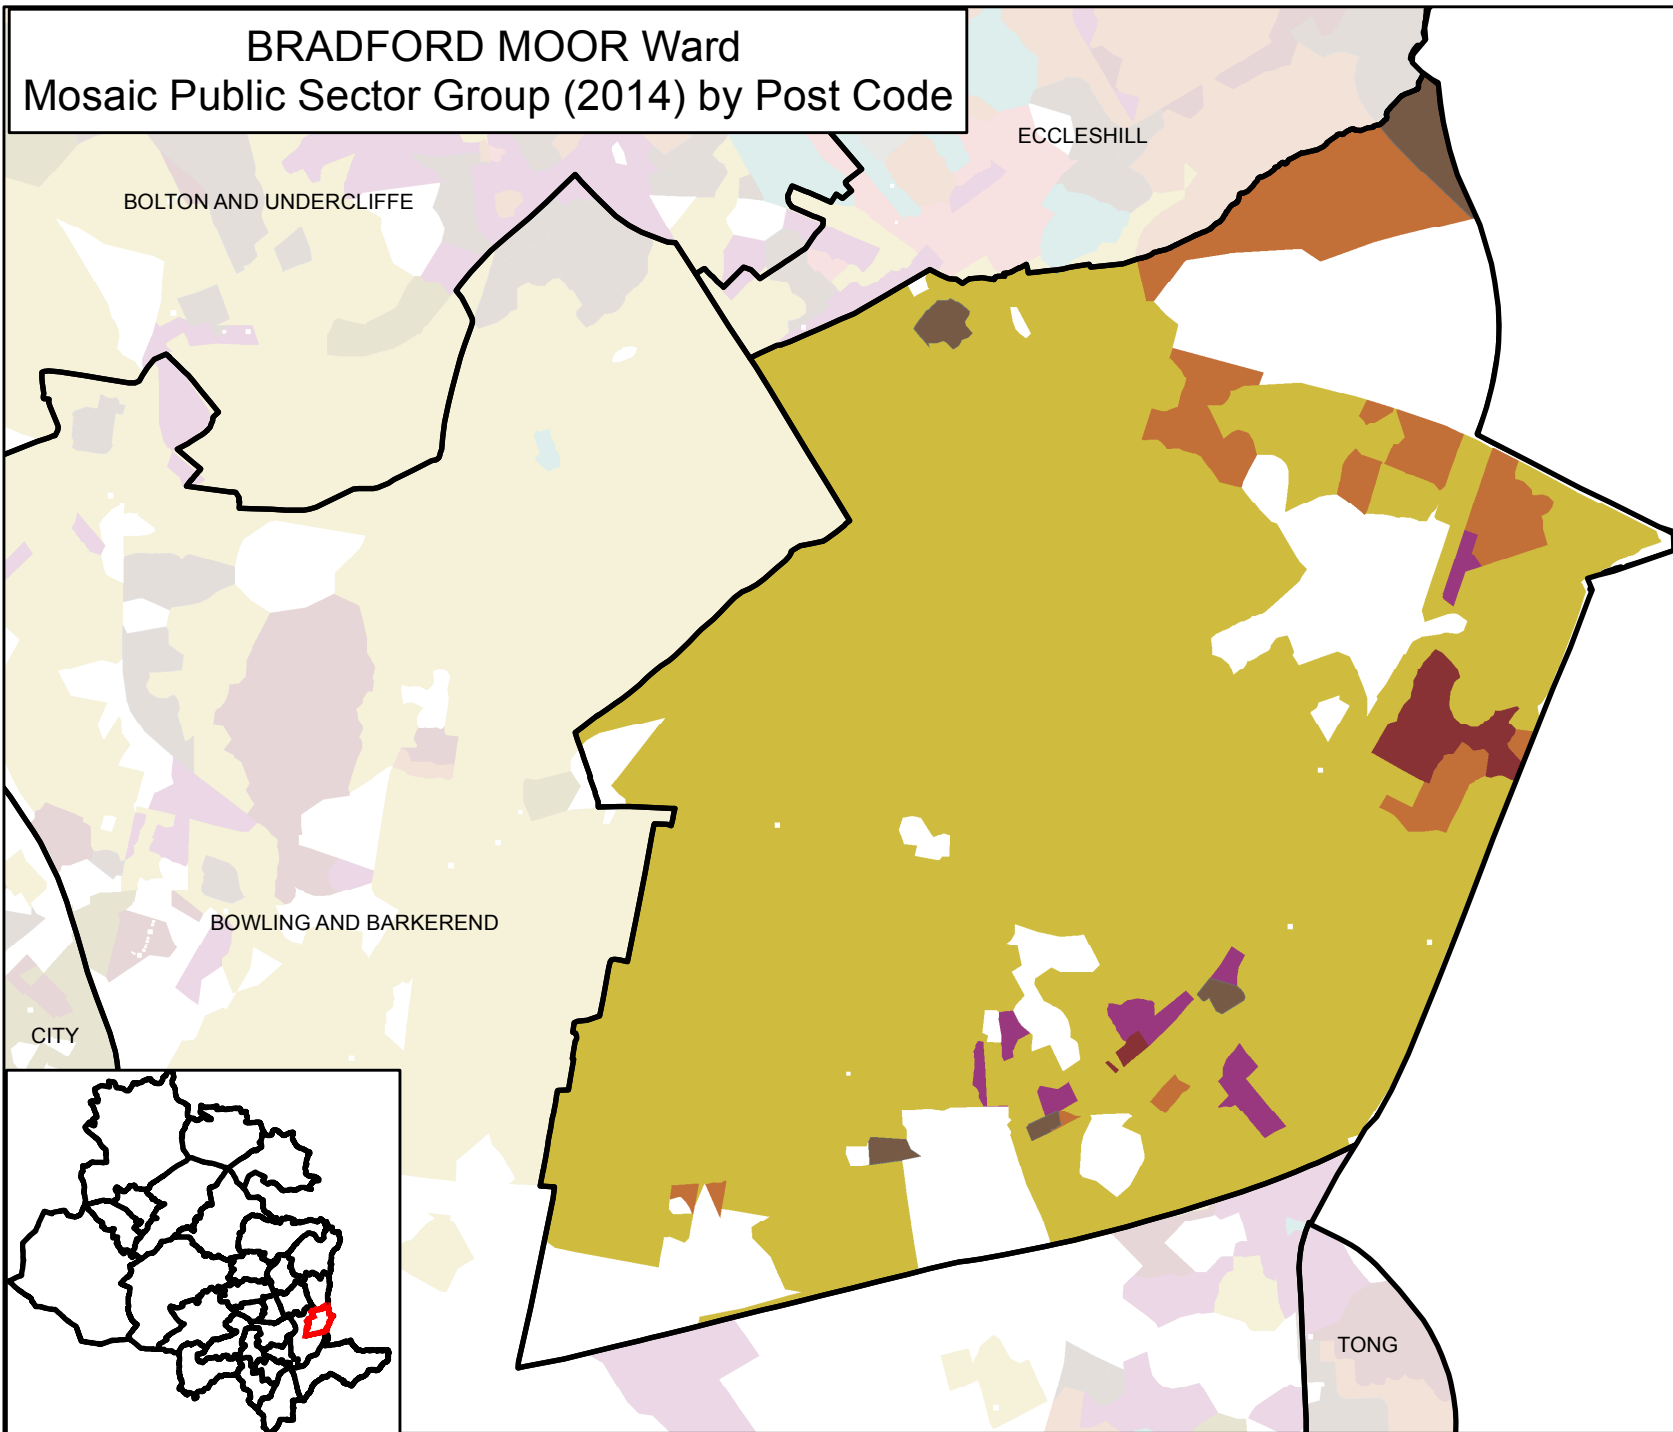 BRADFORD MOOR Ward
Mosaic Public Sector Group (2014) by Post Code
ECCLESHILL
BOLTON AND UNDERCLIFFE
BOWLING AND BARKEREND
CITY
TONG